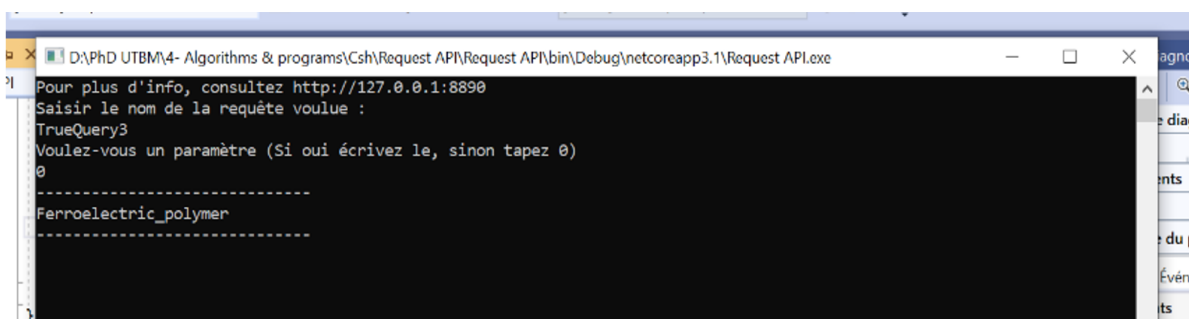 D:\PhD UTBM\4- Algorithms & programs\Csh\Request API\Request API\bin\Debug\netcoreapp3.1\Request API.exe
Pour plus d'info, consultez http://127.0.0.1:8890
Saisir le nom de la requête voulue :
TrueQuery3
Voulez-vous un paramètre (Si oui écrivez le, sinon tapez 0)
0
------------------------------
Ferroelectric_polymer
------------------------------
}